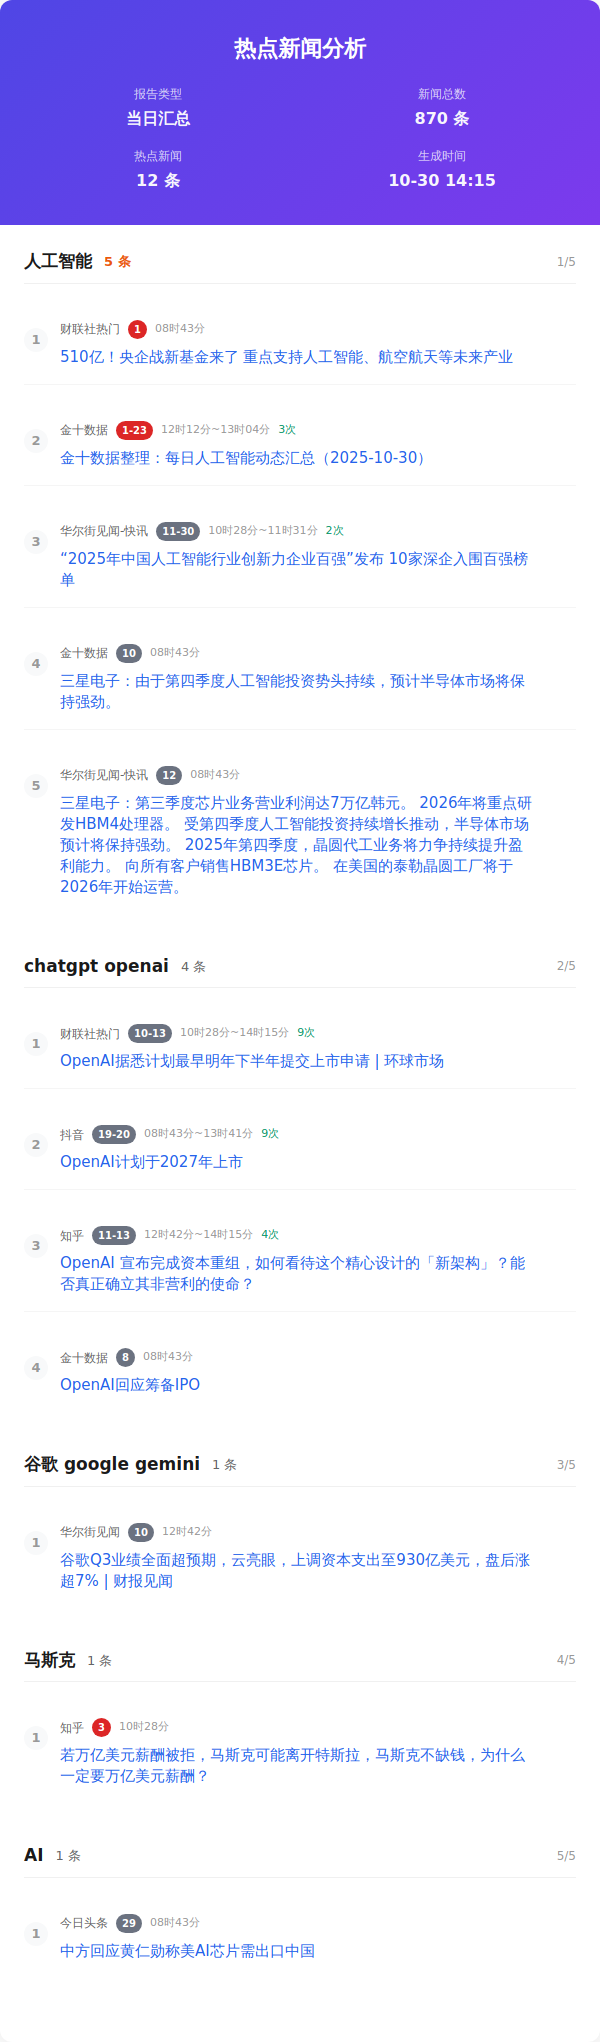 热点新闻分析
报告类型 新闻总数
当日汇总 870 条
热点新闻 生成时间
12 条 10-30 14:15
人工智能 5 条 1/5
1 财联社热门 1 08时43分
510亿！央企战新基金来了 重点支持人工智能、航空航天等未来产业
2 金十数据 1-23 12时12分~13时04分 3次
金十数据整理：每日人工智能动态汇总（2025-10-30）
3 华尔街见闻-快讯 11-30 10时28分~11时31分 2次
“2025年中国人工智能行业创新力企业百强”发布 10家深企入围百强榜
单
4 金十数据 10 08时43分
三星电子：由于第四季度人工智能投资势头持续，预计半导体市场将保
持强劲。
5 华尔街见闻-快讯 12 08时43分
三星电子：第三季度芯片业务营业利润达7万亿韩元。 2026年将重点研
发HBM4处理器。 受第四季度人工智能投资持续增长推动，半导体市场
预计将保持强劲。 2025年第四季度，晶圆代工业务将力争持续提升盈
利能力。 向所有客户销售HBM3E芯片。 在美国的泰勒晶圆工厂将于
2026年开始运营。
chatgpt openai 4 条 2/5
1 财联社热门 10-13 10时28分~14时15分 9次
OpenAI据悉计划最早明年下半年提交上市申请 | 环球市场
2 抖音 19-20 08时43分~13时41分 9次
OpenAI计划于2027年上市
3 知乎 11-13 12时42分~14时15分 4次
OpenAI 宣布完成资本重组，如何看待这个精心设计的「新架构」？能
否真正确立其非营利的使命？
4 金十数据 8 08时43分
OpenAI回应筹备IPO
谷歌 google gemini 1 条 3/5
1 华尔街见闻 10 12时42分
谷歌Q3业绩全面超预期，云亮眼，上调资本支出至930亿美元，盘后涨
超7% | 财报见闻
马斯克 1 条 4/5
1 知乎 3 10时28分
若万亿美元薪酬被拒，马斯克可能离开特斯拉，马斯克不缺钱，为什么
一定要万亿美元薪酬？
AI 1 条 5/5
1 今日头条 29 08时43分
中方回应黄仁勋称美AI芯片需出口中国